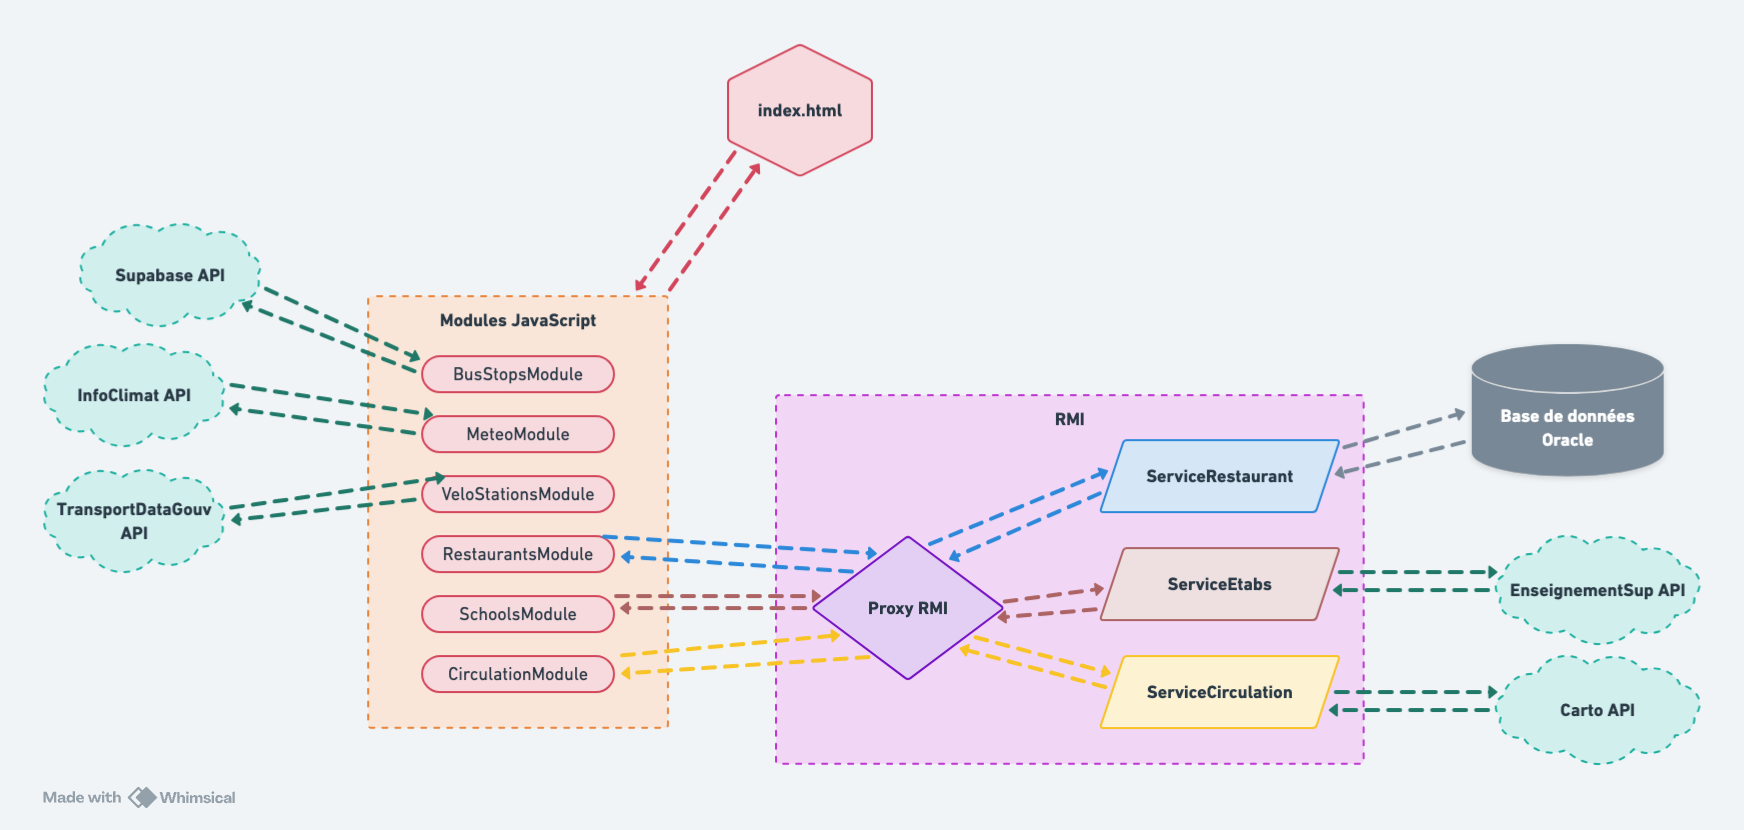 index.html
Supabase API
InfoClimat API
TransportDataGouv
API
Modules JavaScript
BusStopsModule
MeteoModule
VeloStationsModule
RestaurantsModule
SchoolsModule
CirculationModule
RMI
Proxy RMI
ServiceRestaurant
ServiceEtabs
ServiceCirculation
Base de données
Oracle
EnseignementSup API
Carto API
Made with Whimsical